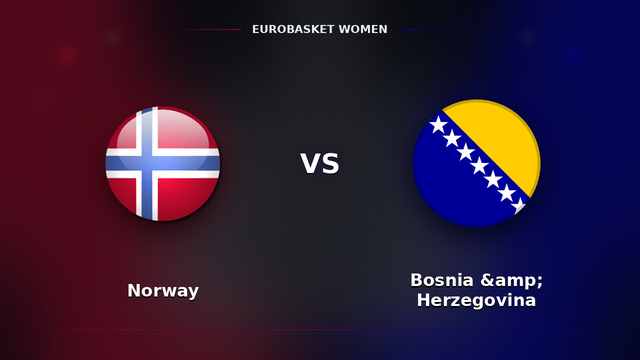 EUROBASKET WOMEN
VS
Norway
Bosnia &amp;
Herzegovina